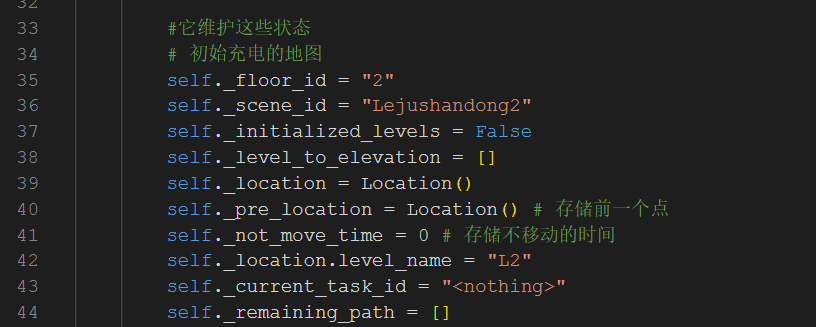 32
33 #它维护这些状态
34 # 初始充电的地图
35 self._floor_id = "2"
36 self._scene_id = "Lejushandong2"
37 self._initialized_levels = False
38 self._level_to_elevation = []
39 self._location = Location()
40 self._pre_location = Location() # 存储前一个点
41 self._not_move_time = 0 # 存储不移动的时间
42 self._location.level_name = "L2"
43 self._current_task_id = "<nothing>"
44 self._remaining_path = []